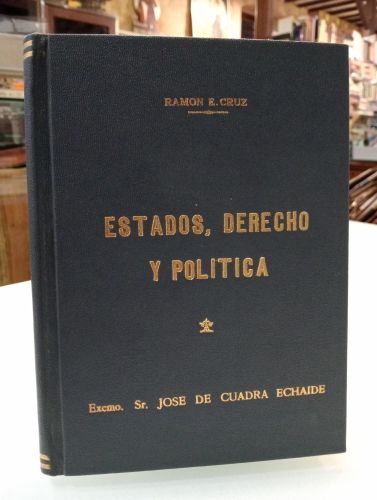 RAMON E. CRUZ
ESTADOS, DERECHO
Y POLITICA
Excmo. Sr. JOSE DE CUADRA ECHAIDE